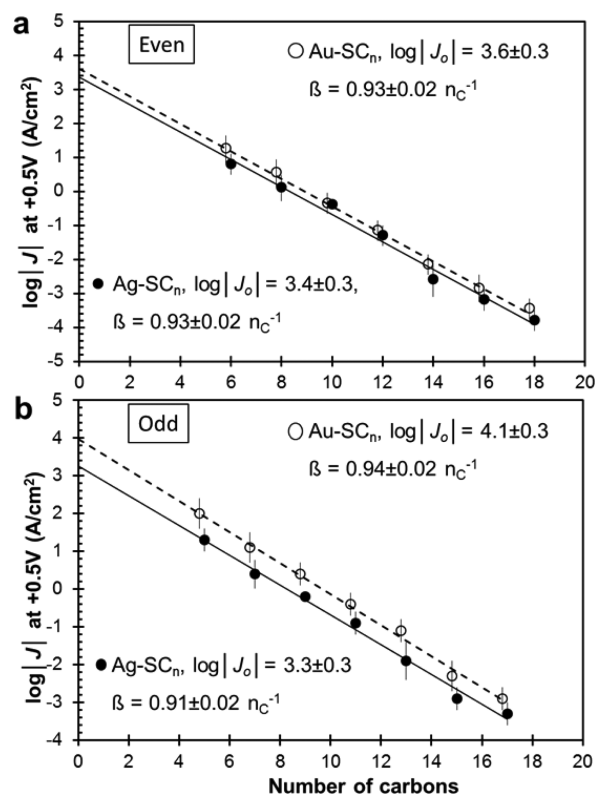 a
Even
Au-SCₙ, log|Jₒ| = 3.6±0.3
ß = 0.93±0.02 n_C⁻¹
Ag-SCₙ, log|Jₒ| = 3.4±0.3,
ß = 0.93±0.02 n_C⁻¹
log|J| at +0.5V (A/cm²)
5
4
3
2
1
0
-1
-2
-3
-4
-5
0 2 4 6 8 10 12 14 16 18 20
b
Odd
Au-SCₙ, log|Jₒ| = 4.1±0.3
ß = 0.94±0.02 n_C⁻¹
Ag-SCₙ, log|Jₒ| = 3.3±0.3
ß = 0.91±0.02 n_C⁻¹
log|J| at +0.5V (A/cm²)
5
4
3
2
1
0
-1
-2
-3
-4
0 2 4 6 8 10 12 14 16 18 20
Number of carbons